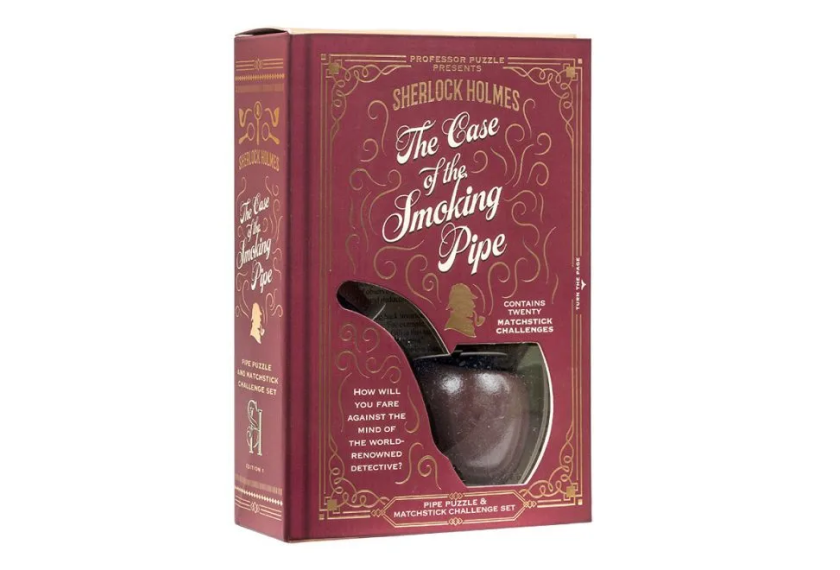 PROFESSOR PUZZLE
PRESENTS
SHERLOCK HOLMES
The Case
of the
Smoking
Pipe
CONTAINS
TWENTY
MATCHSTICK
CHALLENGES
TURN THE PAGE
HOW WILL
YOU FARE
AGAINST THE
MIND OF
THE WORLD-
RENOWNED
DETECTIVE?
PIPE PUZZLE &
MATCHSTICK CHALLENGE SET
SHERLOCK HOLMES
The Case
of the
Smoking
Pipe
PIPE PUZZLE
AND MATCHSTICK
CHALLENGE SET
SH
EDITION 1